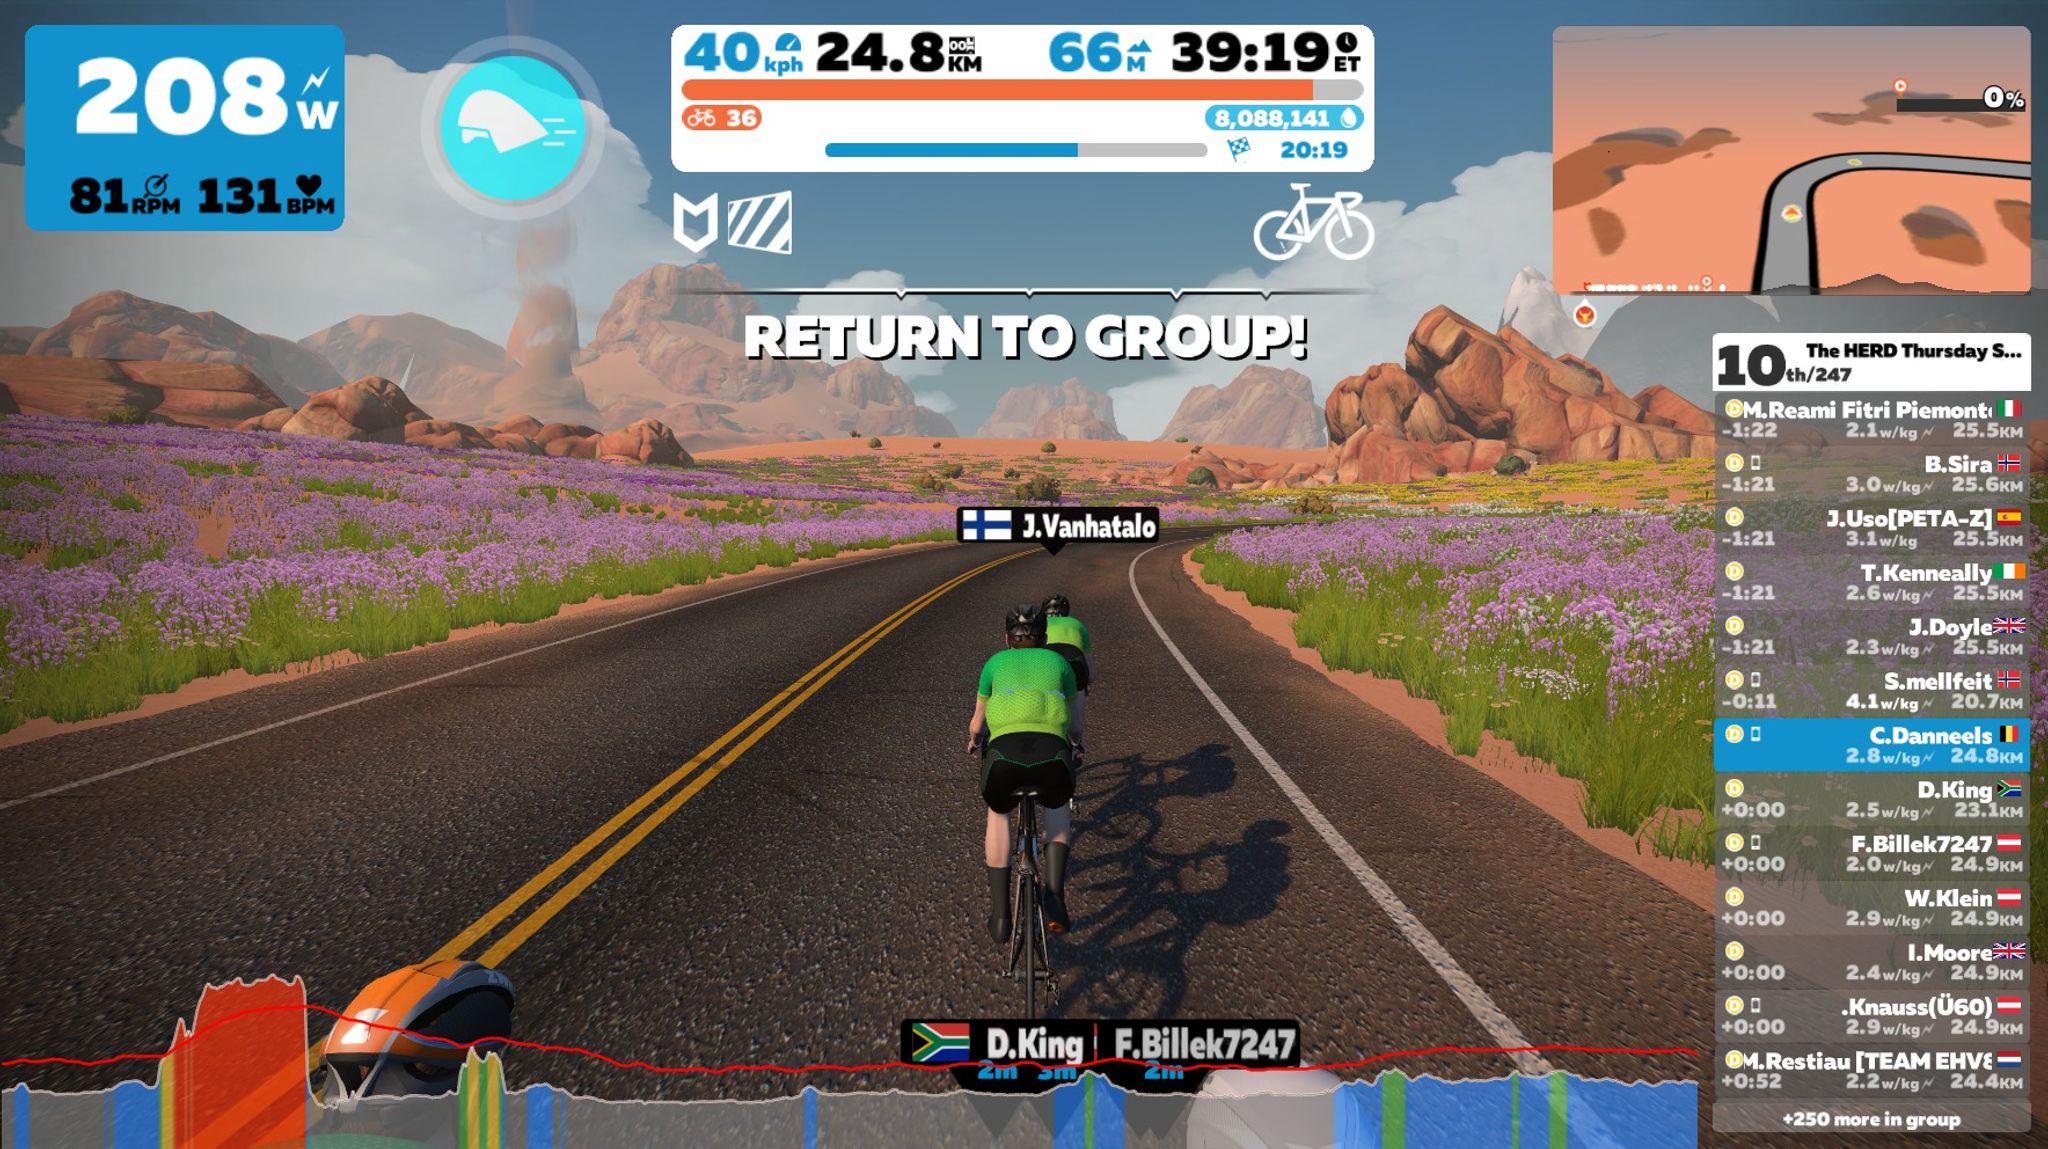 208 W
81 RPM 131 BPM
40 kph 24.8 KM 66 M 39:19 ET
36 8,088,141
20:19
RETURN TO GROUP!
0%
10th/247 The HERD Thursday S...
M.Reami Fitri Piemont
-1:22 2.1w/kg 25.5KM
B.Sira
-1:21 3.0w/kg 25.6KM
J.Uso[PETA-Z]
-1:21 3.1w/kg 25.5KM
T.Kenneally
-1:21 2.6w/kg 25.5KM
J.Doyle
-1:21 2.3w/kg 25.5KM
S.mellfeit
-0:11 4.1w/kg 20.7KM
C.Danneels
2.8w/kg 24.8KM
D.King
+0:00 2.5w/kg 23.1KM
F.Billek7247
+0:00 2.0w/kg 24.9KM
W.Klein
+0:00 2.9w/kg 24.9KM
I.Moore
+0:00 2.4w/kg 24.9KM
.Knauss(Ü60)
+0:00 2.9w/kg 24.9KM
M.Restiau [TEAM EHV
+0:52 2.2w/kg 24.4KM
+250 more in group
J.Vanhatalo
D.King F.Billek7247
2m 3m 2m